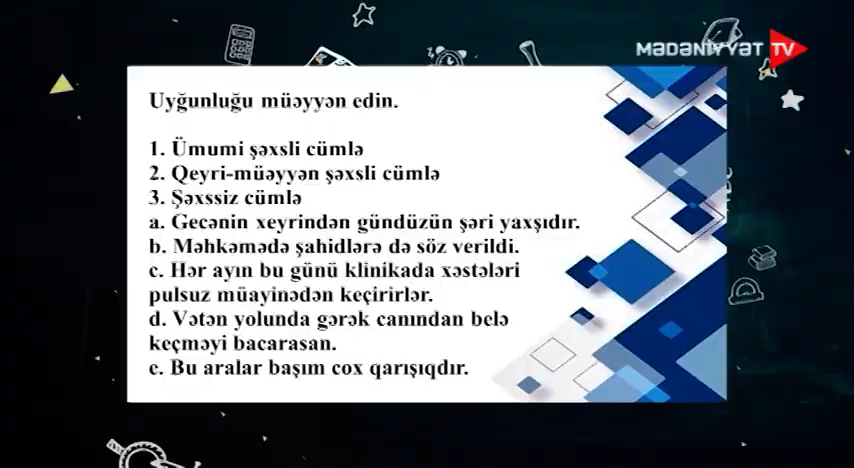 MƏDƏNİYYƏT TV
Uyğunluğu müəyyən edin.
1. Ümumi şəxsli cümlə
2. Qeyri-müəyyən şəxsli cümlə
3. Şəxssiz cümlə
a. Gecənin xeyrindən gündüzün şəri yaxşıdır.
b. Məhkəmədə şahidlərə də söz verildi.
c. Hər ayın bu günü klinikada xəstələri
pulsuz müayinədən keçirirlər.
d. Vətən yolunda gərək canından belə
keçməyi bacarasan.
e. Bu aralar başım cox qarışıqdır.